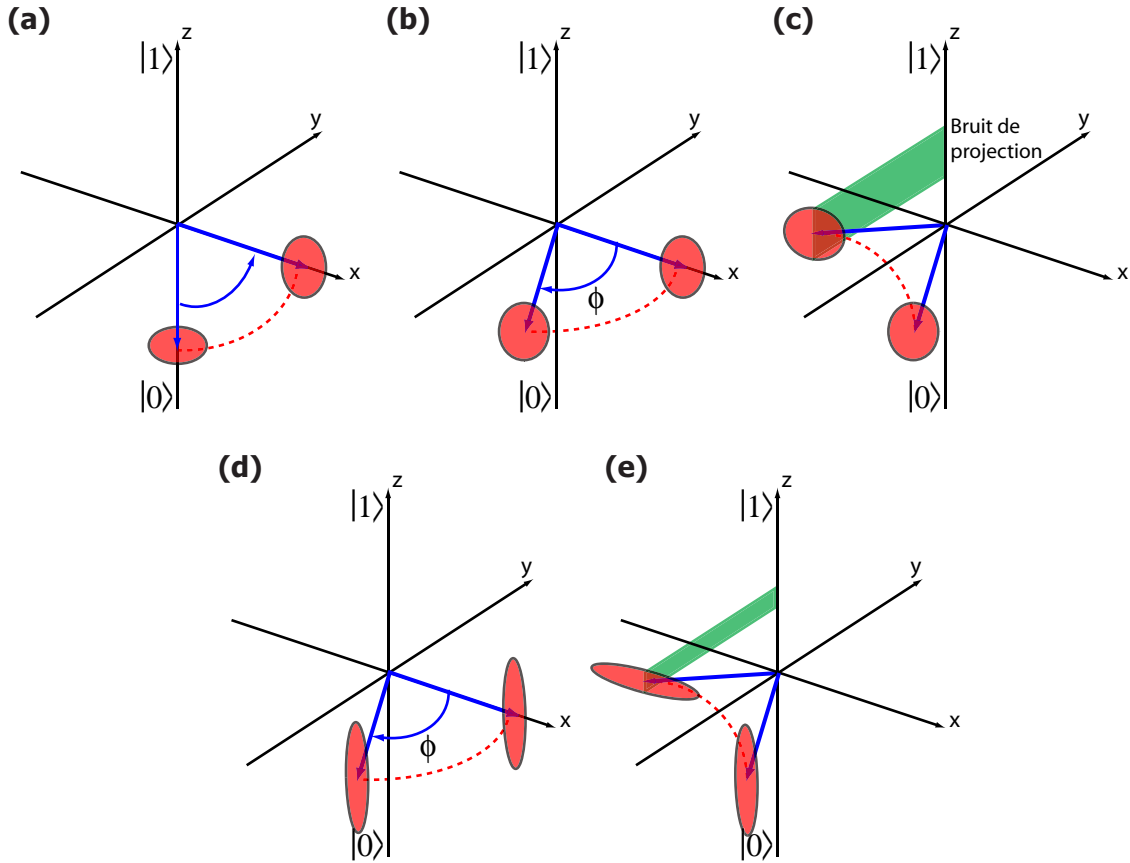 (a)
z
|1⟩
y
x
|0⟩
(b)
z
|1⟩
y
x
ϕ
|0⟩
(c)
z
|1⟩
y
Bruit de
projection
x
|0⟩
(d)
z
|1⟩
y
x
ϕ
|0⟩
(e)
z
|1⟩
y
x
|0⟩